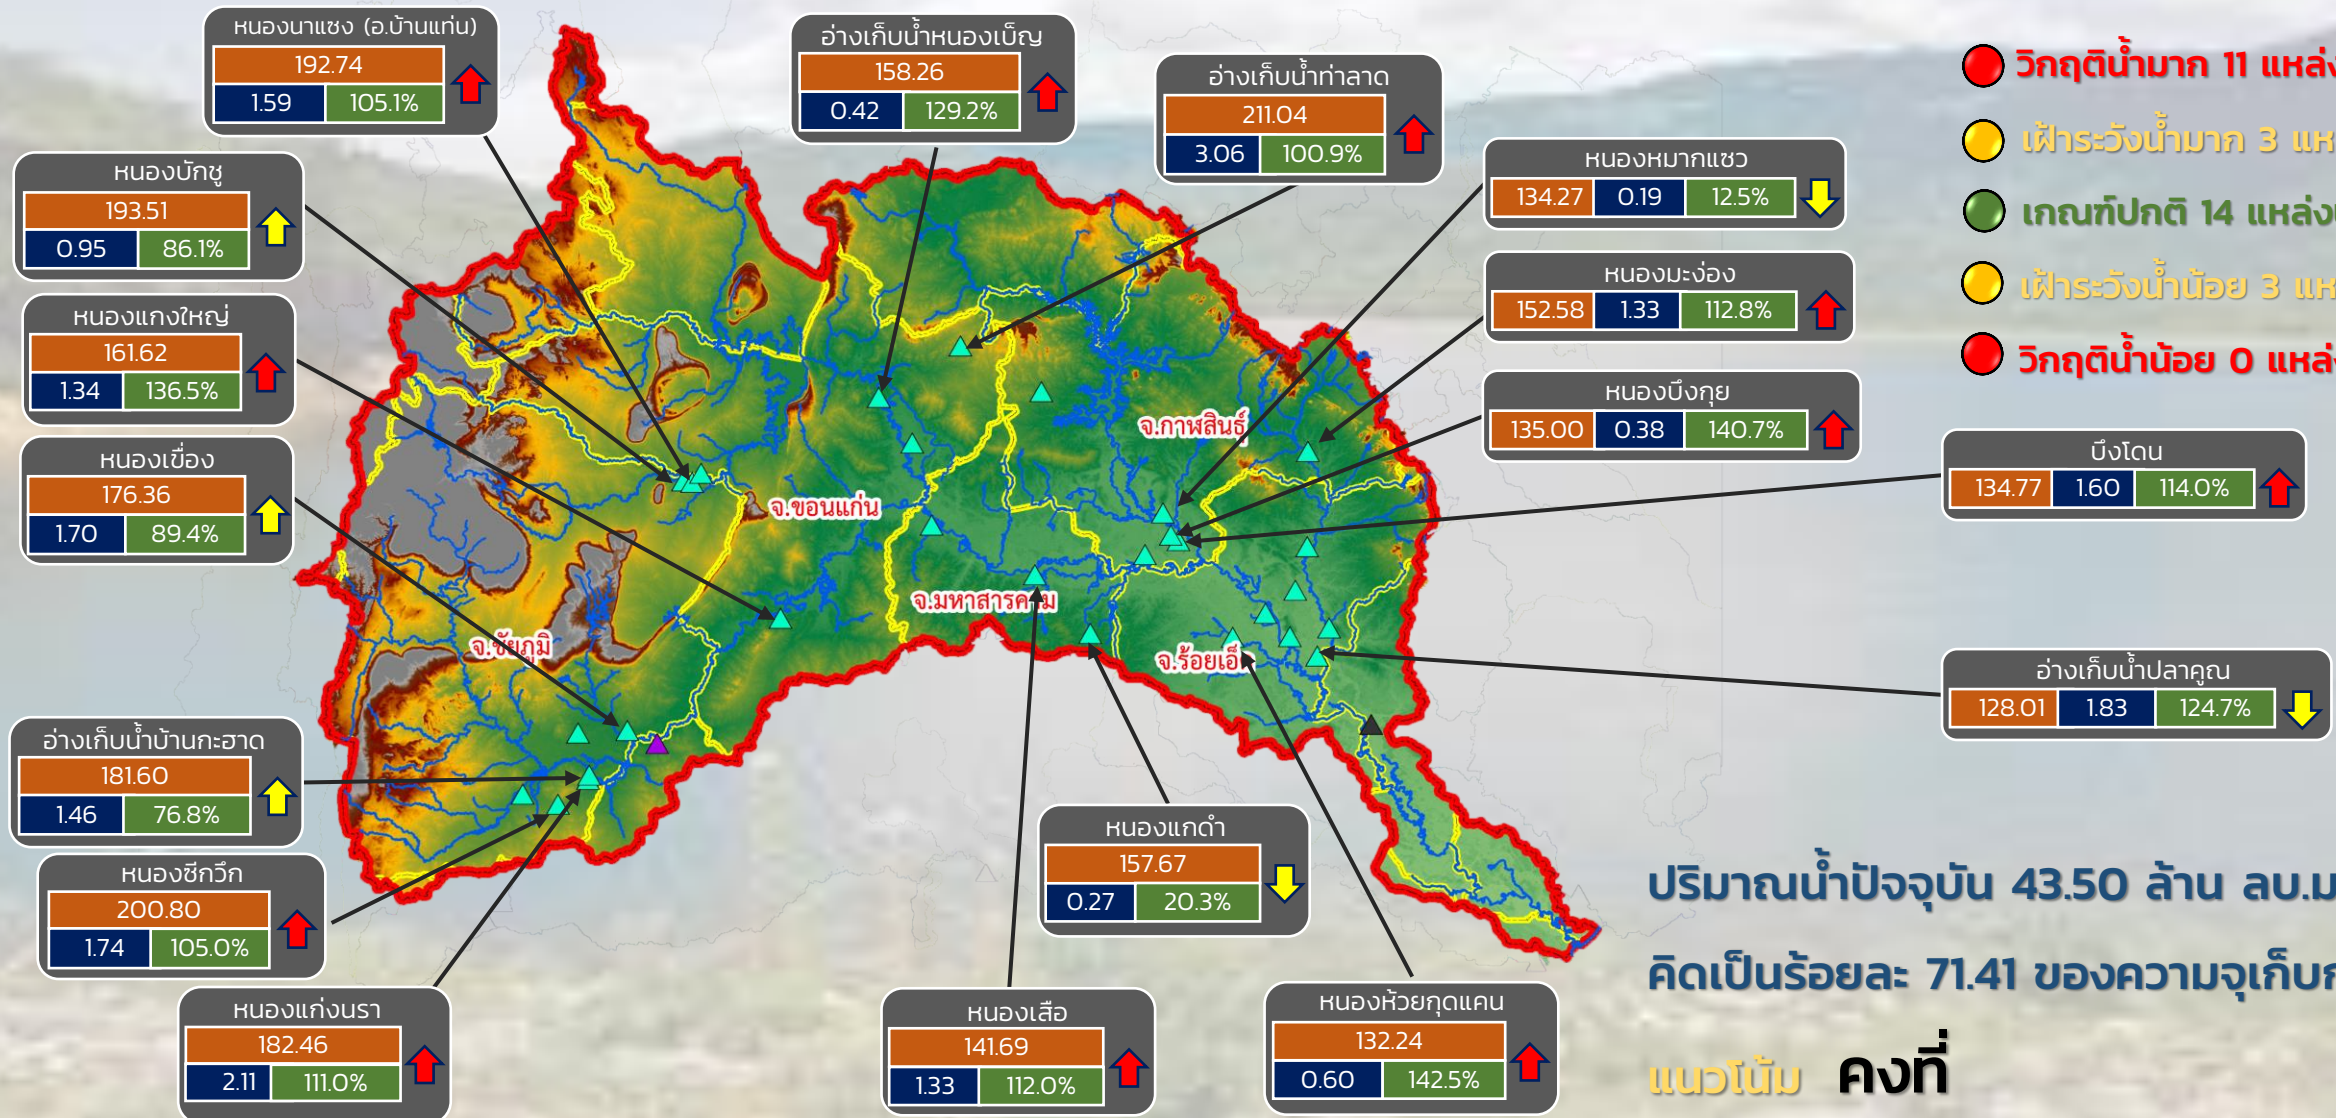 หนองนาแซง (อ.บ้านแท่น)
192.74
1.59 105.1%
อ่างเก็บน้ำหนองเบ็ญ
158.26
0.42 129.2%
อ่างเก็บน้ำท่าลาด
211.04
3.06 100.9%
หนองหมากแซว
134.27 0.19 12.5%
หนองมะง่อง
152.58 1.33 112.8%
หนองบึงกุย
135.00 0.38 140.7%
บึงโดน
134.77 1.60 114.0%
อ่างเก็บน้ำปลาคูณ
128.01 1.83 124.7%
หนองบักชู
193.51
0.95 86.1%
หนองแกงใหญ่
161.62
1.34 136.5%
หนองเขื่อง
176.36
1.70 89.4%
อ่างเก็บน้ำบ้านกะฮาด
181.60
1.46 76.8%
หนองซีกวึก
200.80
1.74 105.0%
หนองแก่งนรา
182.46
2.11 111.0%
หนองเสือ
141.69
1.33 112.0%
หนองแกดำ
157.67
0.27 20.3%
หนองห้วยกุดแคน
132.24
0.60 142.5%
จ.กาฬสินธุ์
จ.ขอนแก่น
จ.มหาสารคาม
จ.ชัยภูมิ
จ.ร้อยเอ็
วิกฤติน้ำมาก 11 แหล่ง
เฝ้าระวังน้ำมาก 3 แห
เกณฑ์ปกติ 14 แหล่ง
เฝ้าระวังน้ำน้อย 3 แห
วิกฤติน้ำน้อย 0 แหล่ง
ปริมาณน้ำปัจจุบัน 43.50 ล้าน ลบ.ม
คิดเป็นร้อยละ 71.41 ของความจุเก็บก
แนวโน้ม คงที่